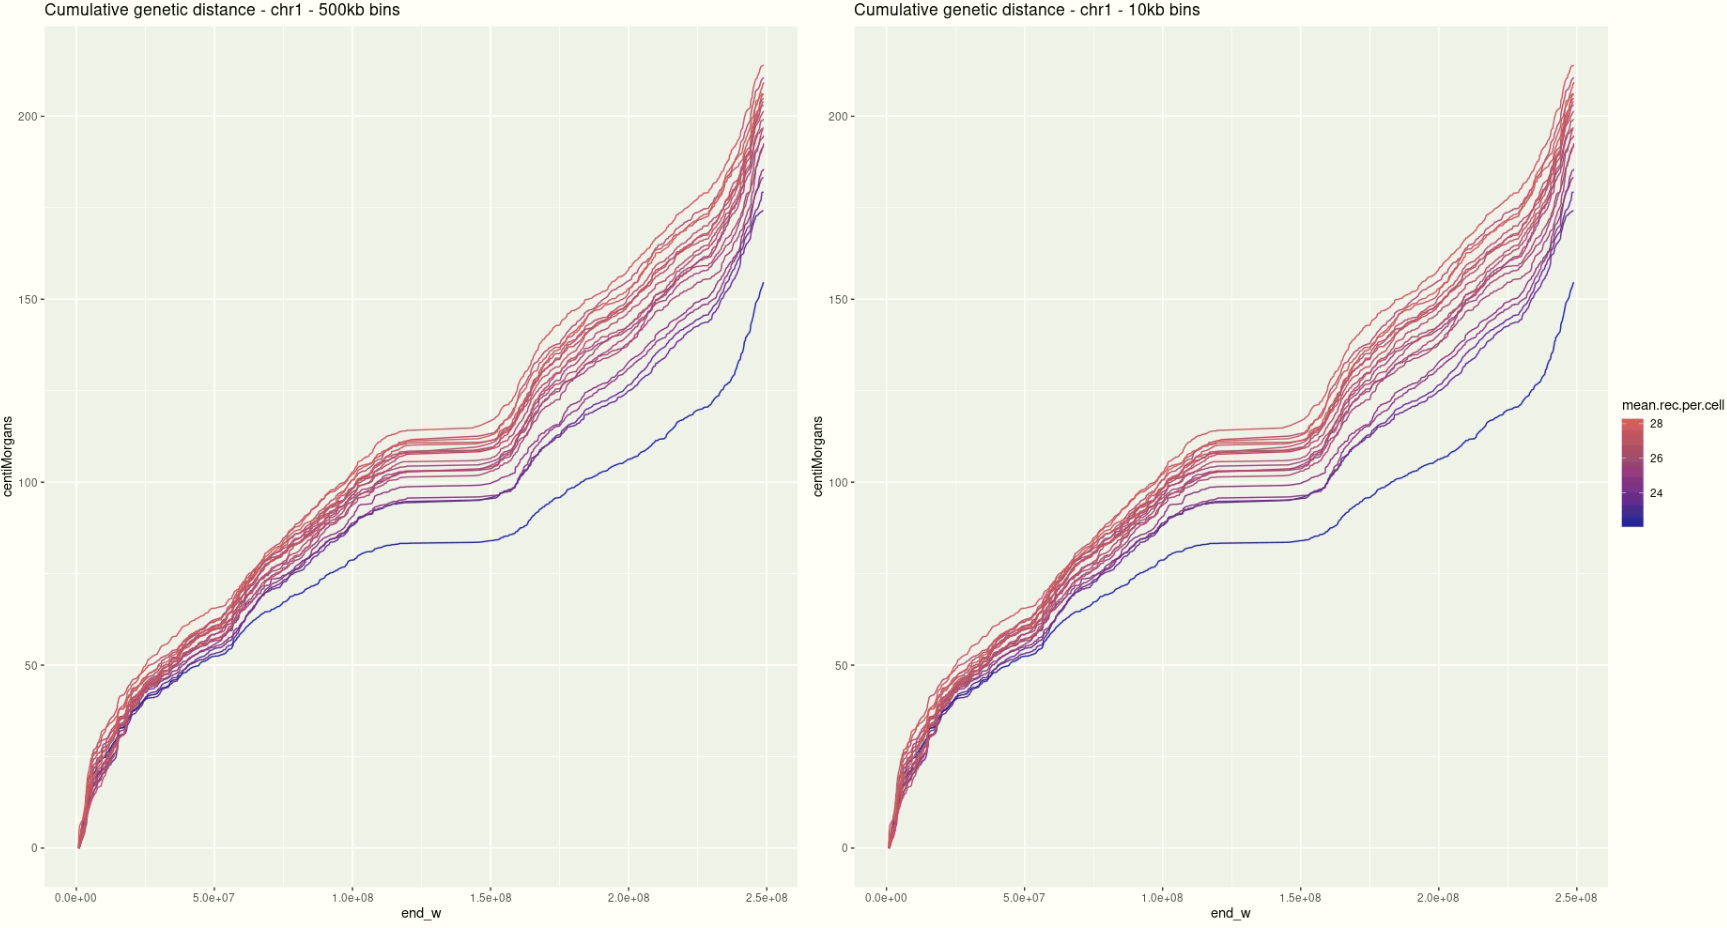 Cumulative genetic distance - chr1 - 500kb bins
centiMorgans
200
150
100
50
0
0.0e+00 5.0e+07 1.0e+08 1.5e+08 2.0e+08 2.5e+08
end_w
Cumulative genetic distance - chr1 - 10kb bins
centiMorgans
200
150
100
50
0
0.0e+00 5.0e+07 1.0e+08 1.5e+08 2.0e+08 2.5e+08
end_w
mean.rec.per.cell
28
26
24